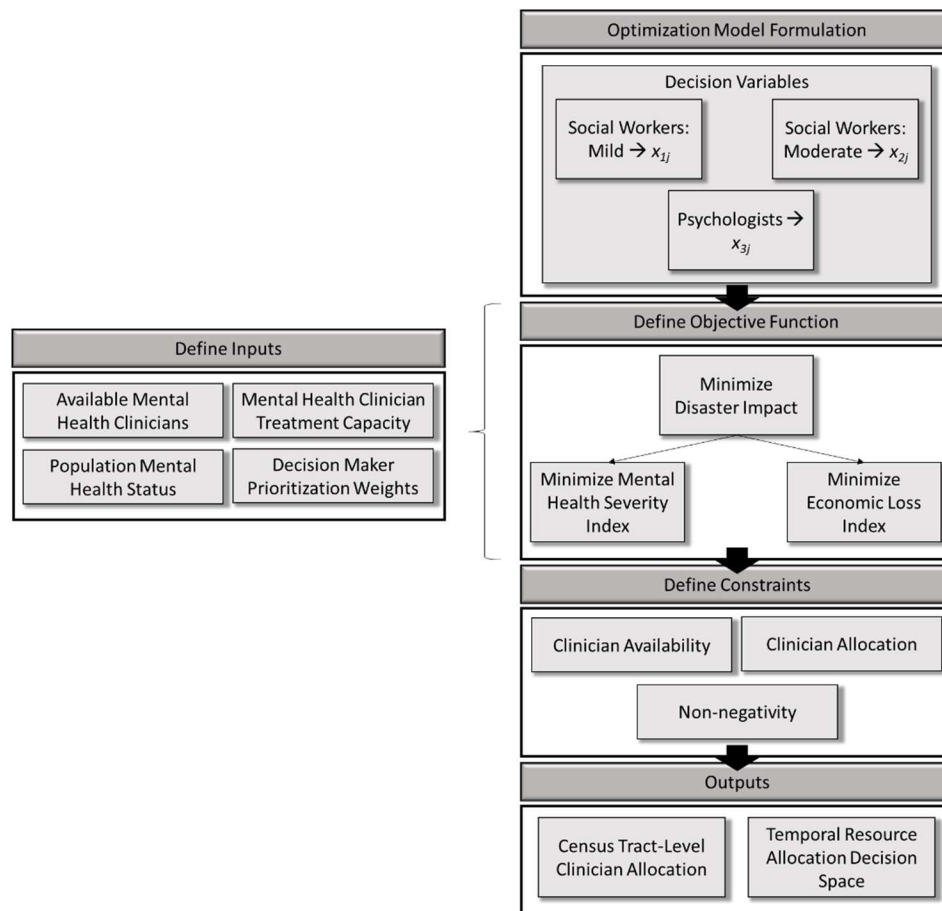 Optimization Model Formulation
Decision Variables
Social Workers:
Mild → x1j
Social Workers:
Moderate → x2j
Psychologists →
x3j
Define Inputs
Available Mental
Health Clinicians
Mental Health Clinician
Treatment Capacity
Population Mental
Health Status
Decision Maker
Prioritization Weights
Define Objective Function
Minimize
Disaster Impact
Minimize Mental
Health Severity
Index
Minimize
Economic Loss
Index
Define Constraints
Clinician Availability
Clinician Allocation
Non-negativity
Outputs
Census Tract-Level
Clinician Allocation
Temporal Resource
Allocation Decision
Space